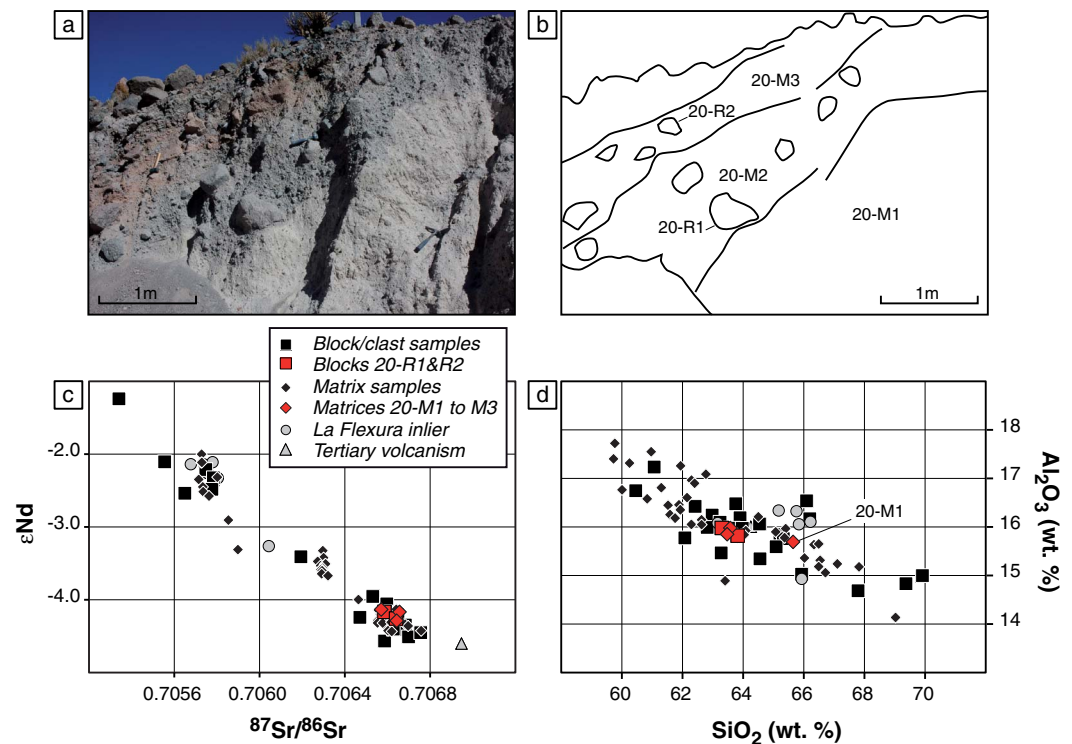 a
1m
b
20-M3
20-R2
20-M2
20-R1
20-M1
1m
Block/clast samples
Blocks 20-R1&R2
Matrix samples
Matrices 20-M1 to M3
La Flexura inlier
Tertiary volcanism
c
εNd
-2.0
-3.0
-4.0
0.7056
0.7060
0.7064
0.7068
87Sr/86Sr
d
20-M1
18
17
16
15
14
Al2O3 (wt. %)
60
62
64
66
68
70
SiO2 (wt. %)